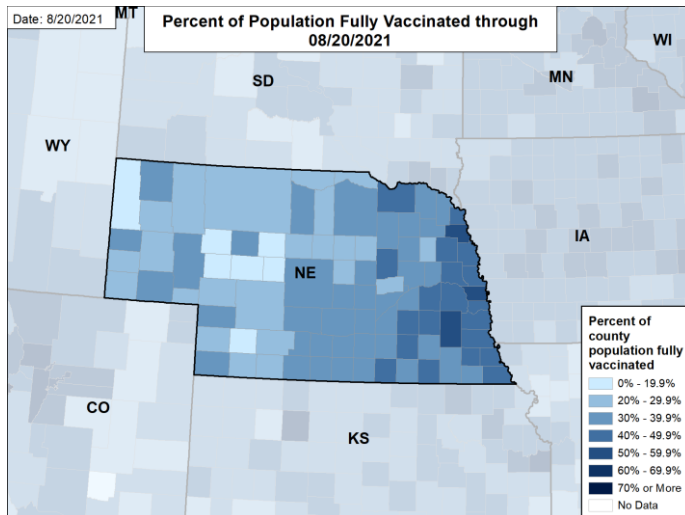 Date: 8/20/2021
Percent of Population Fully Vaccinated through
08/20/2021
MT
WI
MN
SD
WY
IA
NE
CO
KS
Percent of
county
population fully
vaccinated
0% - 19.9%
20% - 29.9%
30% - 39.9%
40% - 49.9%
50% - 59.9%
60% - 69.9%
70% or More
No Data